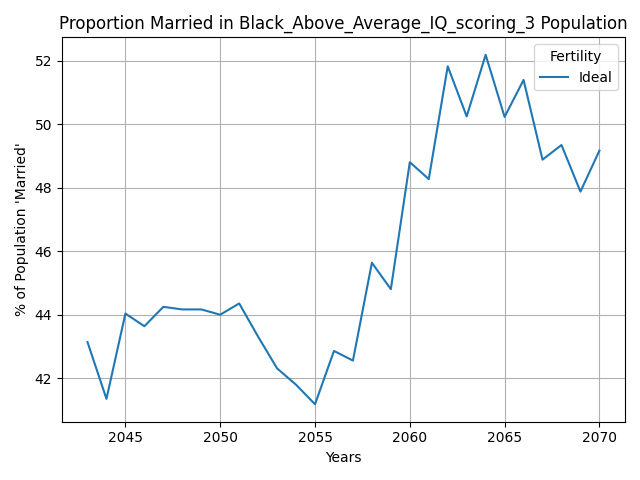 Proportion Married in Black_Above_Average_IQ_scoring_3 Population
Fertility
Ideal
% of Population 'Married'
52
50
48
46
44
42
2045
2050
2055
2060
2065
2070
Years